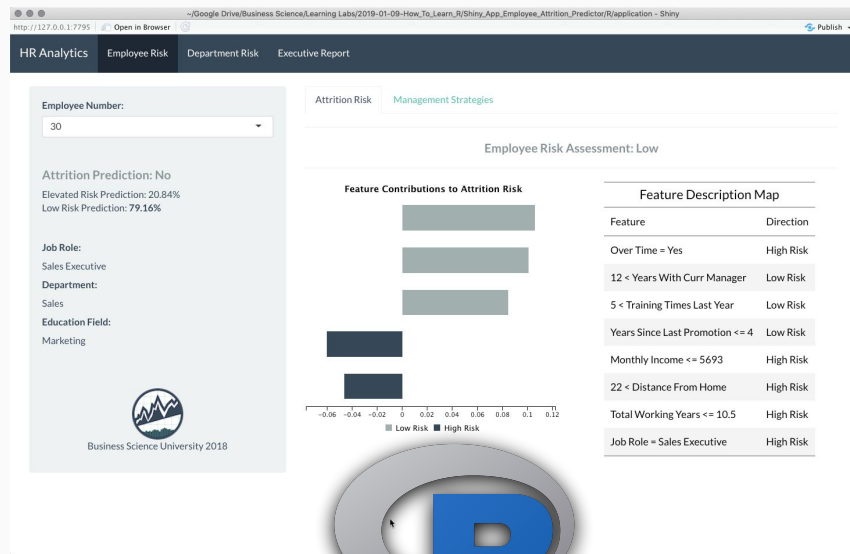 ~/Google Drive/Business Science/Learning Labs/2019-01-09-How_To_Learn_R/Shiny_App_Employee_Attrition_Predictor/R/application - Shiny
http://127.0.0.1:7795 Open in Browser Publish
HR Analytics Employee Risk Department Risk Executive Report
Employee Number:
30
Attrition Prediction: No
Elevated Risk Prediction: 20.84%
Low Risk Prediction: 79.16%
Job Role:
Sales Executive
Department:
Sales
Education Field:
Marketing
Business Science University 2018
Attrition Risk Management Strategies
Employee Risk Assessment: Low
Feature Contributions to Attrition Risk
-0.06 -0.04 -0.02 0 0.02 0.04 0.06 0.08 0.1 0.12
Low Risk High Risk
Feature Description Map
Feature Direction
Over Time = Yes High Risk
12 < Years With Curr Manager Low Risk
5 < Training Times Last Year Low Risk
Years Since Last Promotion <= 4 Low Risk
Monthly Income <= 5693 High Risk
22 < Distance From Home High Risk
Total Working Years <= 10.5 High Risk
Job Role = Sales Executive High Risk
R